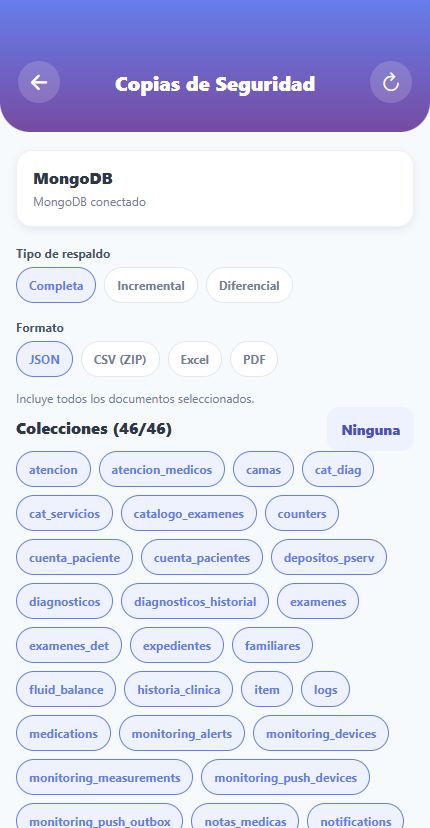 Copias de Seguridad
MongoDB
MongoDB conectado
Tipo de respaldo
Completa Incremental Diferencial
Formato
JSON CSV (ZIP) Excel PDF
Incluye todos los documentos seleccionados.
Colecciones (46/46) Ninguna
atencion atencion_medicos camas cat_diag
cat_servicios catalogo_examenes counters
cuenta_paciente cuenta_pacientes depositos_pserv
diagnosticos diagnosticos_historial examenes
examenes_det expedientes familiares
fluid_balance historia_clinica item logs
medications monitoring_alerts monitoring_devices
monitoring_measurements monitoring_push_devices
monitoring_push_outbox notas_medicas notifications